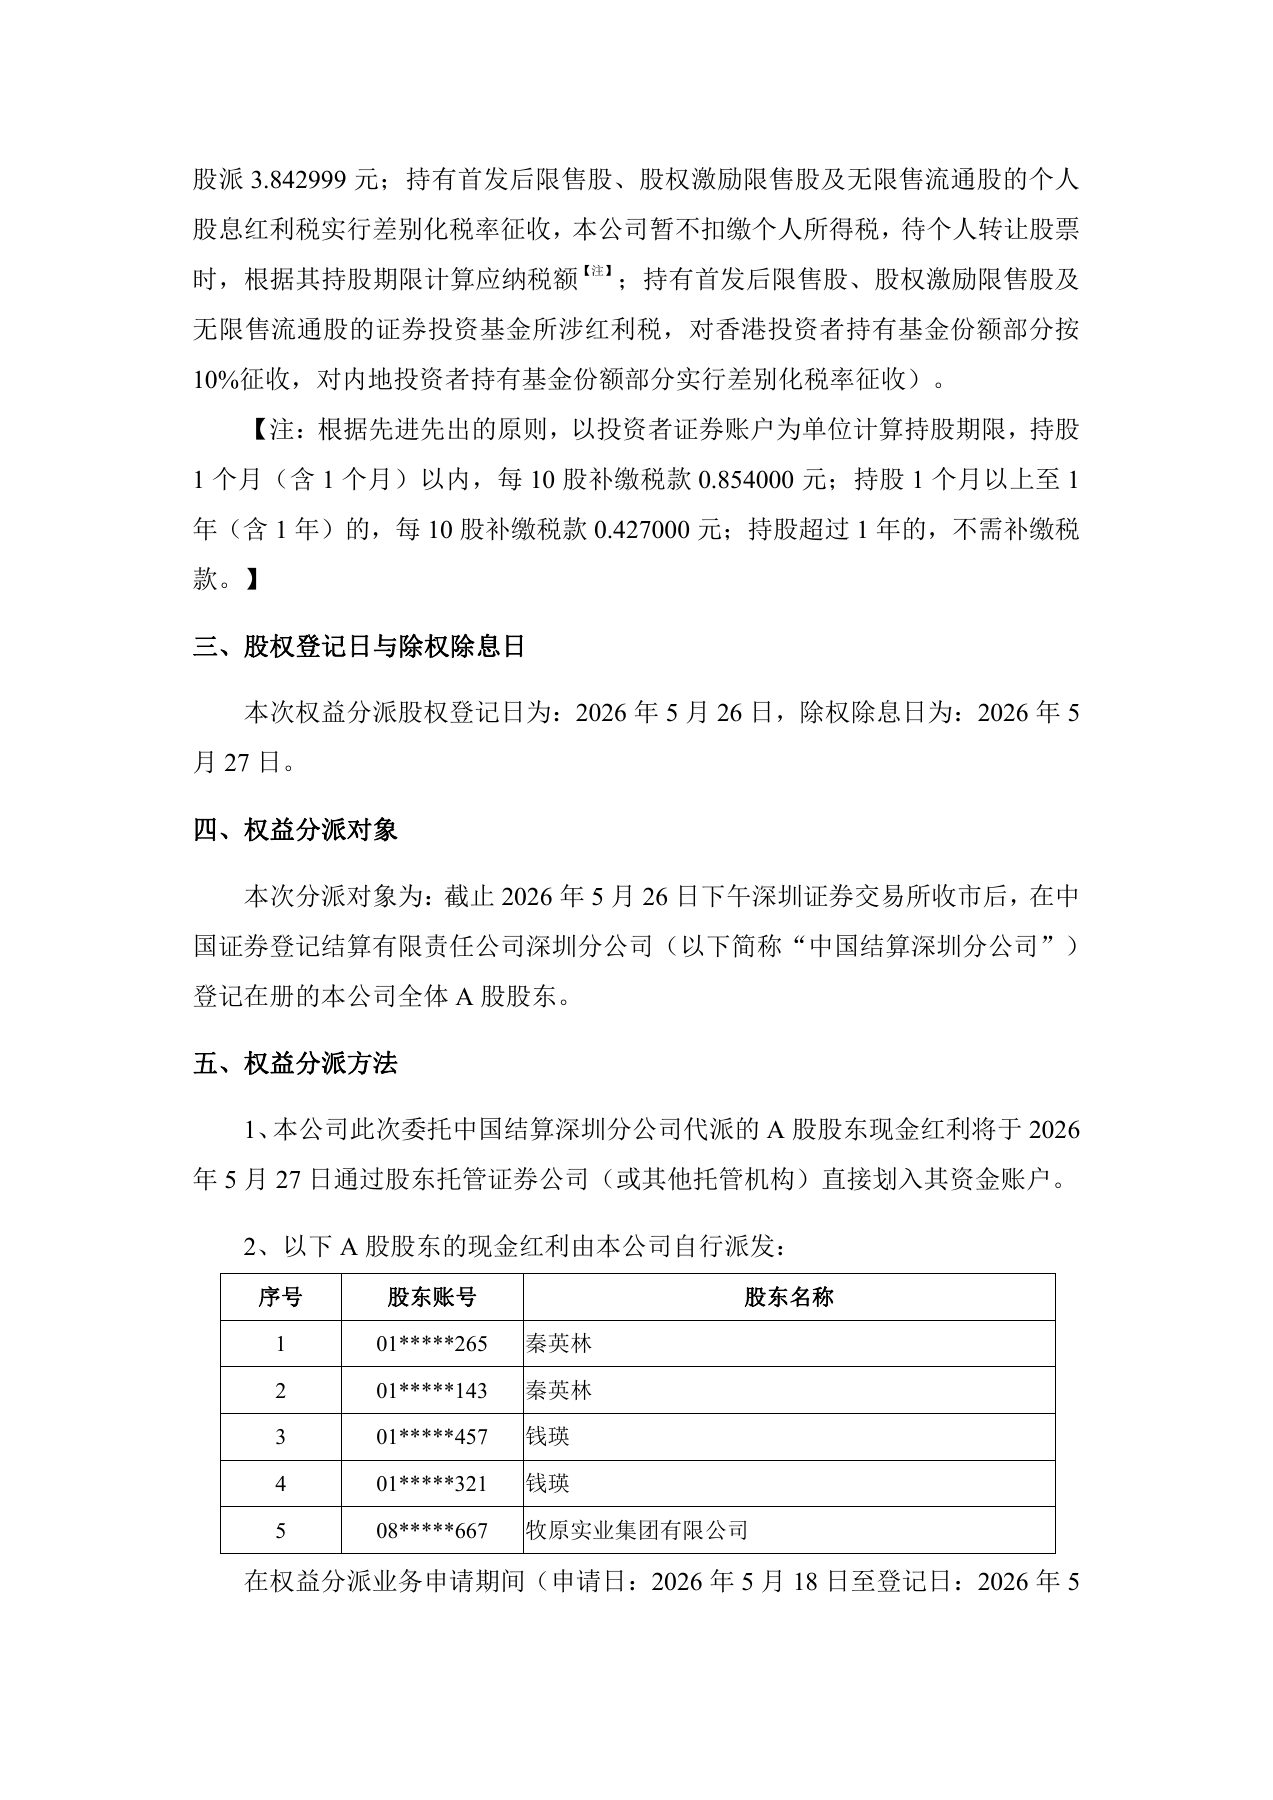 股派 3.842999 元；持有首发后限售股、股权激励限售股及无限售流通股的个人
股息红利税实行差别化税率征收，本公司暂不扣缴个人所得税，待个人转让股票
时，根据其持股期限计算应纳税额【注】；持有首发后限售股、股权激励限售股及
无限售流通股的证券投资基金所涉红利税，对香港投资者持有基金份额部分按
10%征收，对内地投资者持有基金份额部分实行差别化税率征收）。
【注：根据先进先出的原则，以投资者证券账户为单位计算持股期限，持股
1 个月（含 1 个月）以内，每 10 股补缴税款 0.854000 元；持股 1 个月以上至 1
年（含 1 年）的，每 10 股补缴税款 0.427000 元；持股超过 1 年的，不需补缴税
款。】
三、股权登记日与除权除息日
本次权益分派股权登记日为：2026 年 5 月 26 日，除权除息日为：2026 年 5
月 27 日。
四、权益分派对象
本次分派对象为：截止 2026 年 5 月 26 日下午深圳证券交易所收市后，在中
国证券登记结算有限责任公司深圳分公司（以下简称“中国结算深圳分公司”）
登记在册的本公司全体 A 股股东。
五、权益分派方法
1、本公司此次委托中国结算深圳分公司代派的 A 股股东现金红利将于 2026
年 5 月 27 日通过股东托管证券公司（或其他托管机构）直接划入其资金账户。
2、以下 A 股股东的现金红利由本公司自行派发：
序号 股东账号 股东名称
1 01*****265 秦英林
2 01*****143 秦英林
3 01*****457 钱瑛
4 01*****321 钱瑛
5 08*****667 牧原实业集团有限公司
在权益分派业务申请期间（申请日：2026 年 5 月 18 日至登记日：2026 年 5